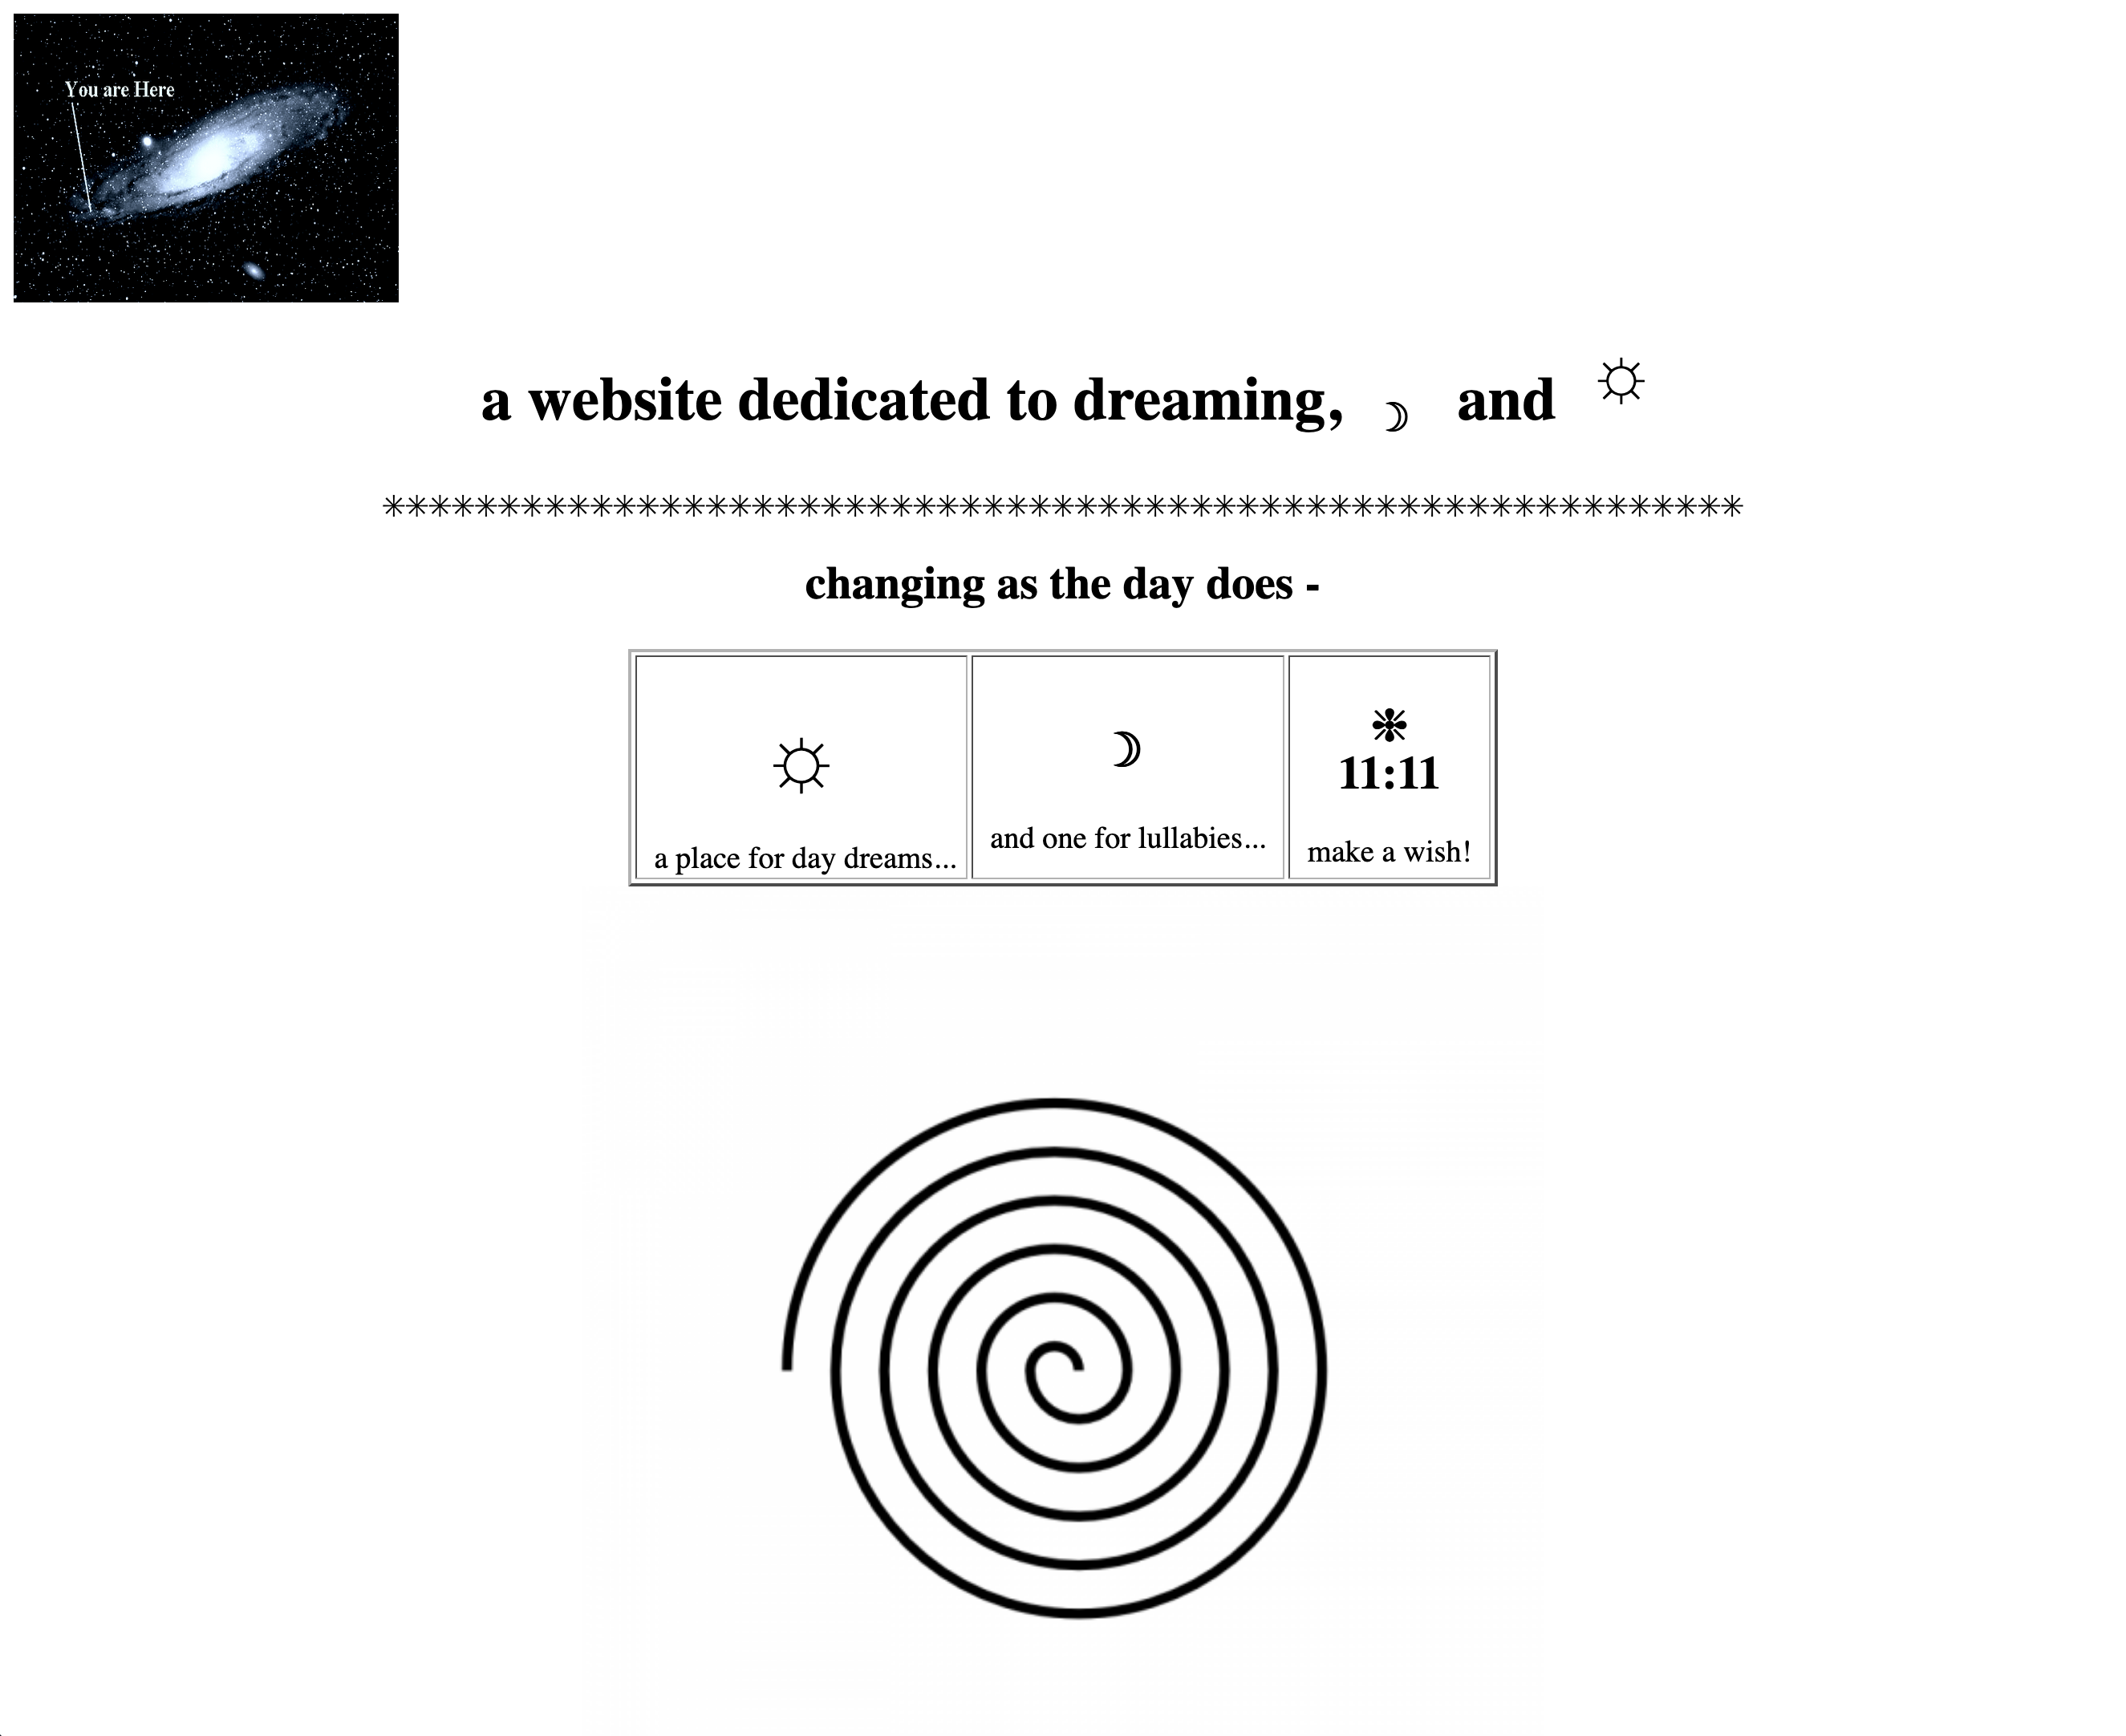 You are Here
a website dedicated to dreaming, ☽ and ☼
✳✳✳✳✳✳✳✳✳✳✳✳✳✳✳✳✳✳✳✳✳✳✳✳✳✳✳✳✳✳✳✳✳✳✳✳✳✳✳✳✳✳✳✳✳✳✳✳✳✳✳✳✳✳✳✳✳✳✳
changing as the day does -
☼
a place for day dreams...
☽
and one for lullabies...
❉
11:11
make a wish!